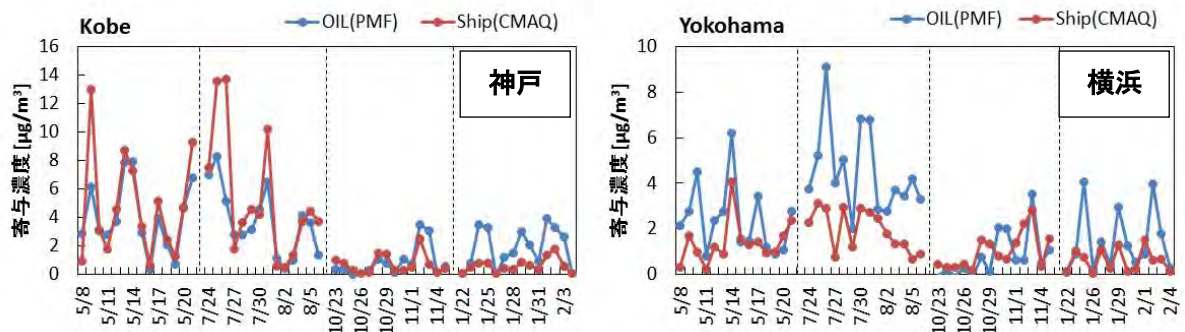 Kobe
OIL(PMF) Ship(CMAQ)
神戸
寄与濃度 [μg/m³]
16
14
12
10
8
6
4
2
0
5/8 5/11 5/14 5/17 5/20 7/24 7/27 7/30 8/2 8/5 10/23 10/26 10/29 11/1 11/4 1/22 1/25 1/28 1/31 2/3
Yokohama
OIL(PMF) Ship(CMAQ)
横浜
寄与濃度 [μg/m³]
10
8
6
4
2
0
5/8 5/11 5/14 5/17 5/20 7/24 7/27 7/30 8/2 8/5 10/23 10/26 10/29 11/1 11/4 1/22 1/26 1/29 2/1 2/4